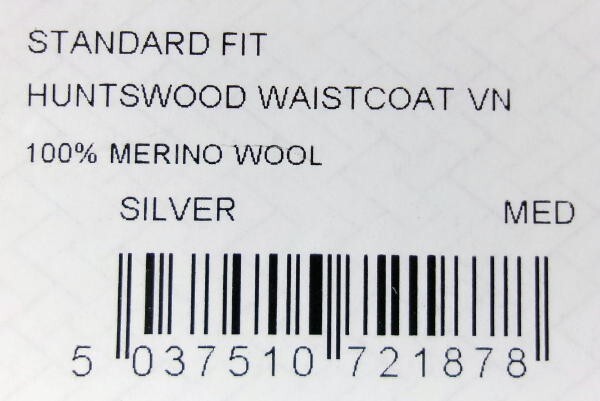 STANDARD FIT
HUNTSWOOD WAISTCOAT VN
100% MERINO WOOL
SILVER MED
5 037510 721878